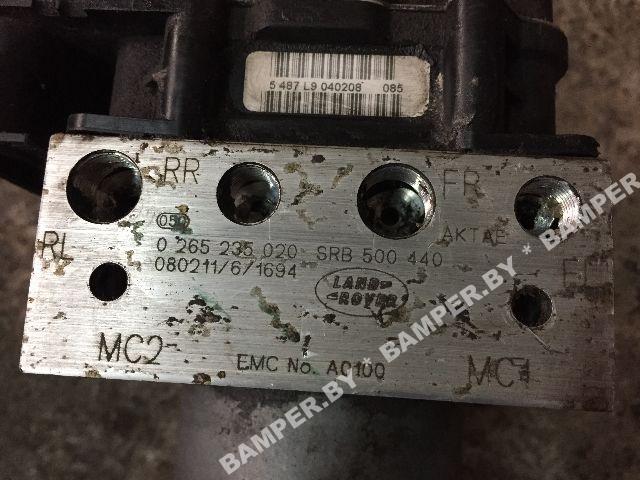 5 487 L9 040208 085
RR
FR
AKTAE
RL
0 265 235 020 SRB 500 440
080211/6/1694
LAND-
-ROVER
MC2
EMC No. A0100
MC1
BAMPER.BY * BAMPER.BY * BAMPER.BY